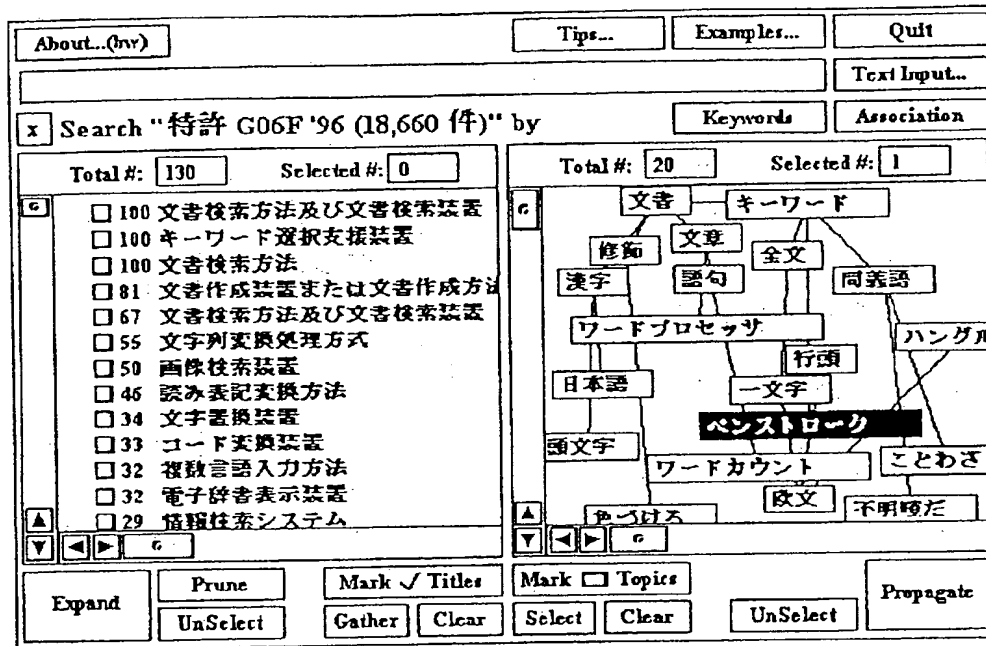 About...(hw)
Tips...
Examples...
Quit
Text Input...
x Search "特許 G06F '96 (18,660 件)" by
Keywords
Association
Total #: 130
Selected #: 0
100 文書検索方法及び文書検索装置
100 キーワード選択支援装置
100 文書検索方法
81 文書作成装置または文書作成方法
67 文書検索方法及び文書検索装置
55 文字列変換処理方式
50 画像検索装置
46 読み表記変換方法
34 文字置換装置
33 コード変換装置
32 複数言語入力方法
32 電子辞書表示装置
29 情報検索システム
Total #: 20
Selected #: 1
文書
キーワード
修飾
文章
全文
漢字
語句
同義語
ワードプロセッサ
ハングル
行頭
日本語
一文字
ペンストローク
頭文字
ワードカウント
ことわざ
欧文
色づける
Expand
Prune
UnSelect
Mark ✓ Titles
Gather
Clear
Mark Topics
Select
Clear
UnSelect
Propagate